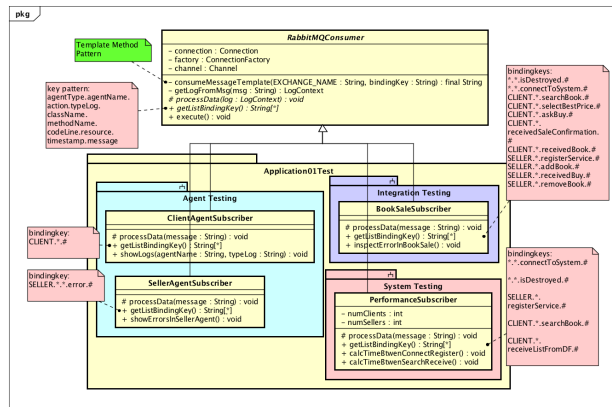 pkg
RabbitMQConsumer
– connection : Connection
– factory : ConnectionFactory
– channel : Channel
– consumeMessageTemplate(EXCHANGE_NAME : String, bindingKey : String) : final String
– getLogFromMsg(msg : String) : LogContext
# processData(log : LogContext) : void
+ getListBindingKey() : String[*]
+ execute() : void
Template Method
Pattern
key pattern:
agentType.agentName.
action.typeLog.
className.
methodName.
codeLine.resource.
timestamp.message
bindingkeys:
*.*.isDestroyed.#
*.*.connectToSystem.#
CLIENT.*.searchBook.#
CLIENT.*.selectBestPrice.#
CLIENT.*.askBuy.#
CLIENT.*.
receivedSaleConfirmation.
#
CLIENT.*.receivedBook.#
SELLER.*.registerService.#
SELLER.*.addBook.#
SELLER.*.receivedBuy.#
SELLER.*.removeBook.#
Application01Test
Agent Testing
ClientAgentSubscriber
# processData(message : String) : void
+ getListBindingKey() : String[*]
+ showLogs(agentName : String, typeLog : String) : void
bindingkey:
CLIENT.*.#
SellerAgentSubscriber
# processData(message : String) : void
+ getListBindingKey() : String[*]
+ showErrorsInSellerAgent() : void
bindingkey:
SELLER.*.*.error.#
Integration Testing
BookSaleSubscriber
# processData(message : String) : void
+ getListBindingKey() : String[*]
+ inspectErrorInBookSale() : void
System Testing
PerformanceSubscriber
– numClients : int
– numSellers : int
# processData(message : String) : void
+ getListBindingKey() : String[*]
+ calcTimeBtwenConnectRegister() : void
+ calcTimeBtwenSearchReceive() : void
bindingkeys:
*.*.connectToSystem.#
*.*.isDestroyed.#
SELLER.*.
registerService.#
CLIENT.*.searchBook.#
CLIENT.*.
receiveListFromDF.#